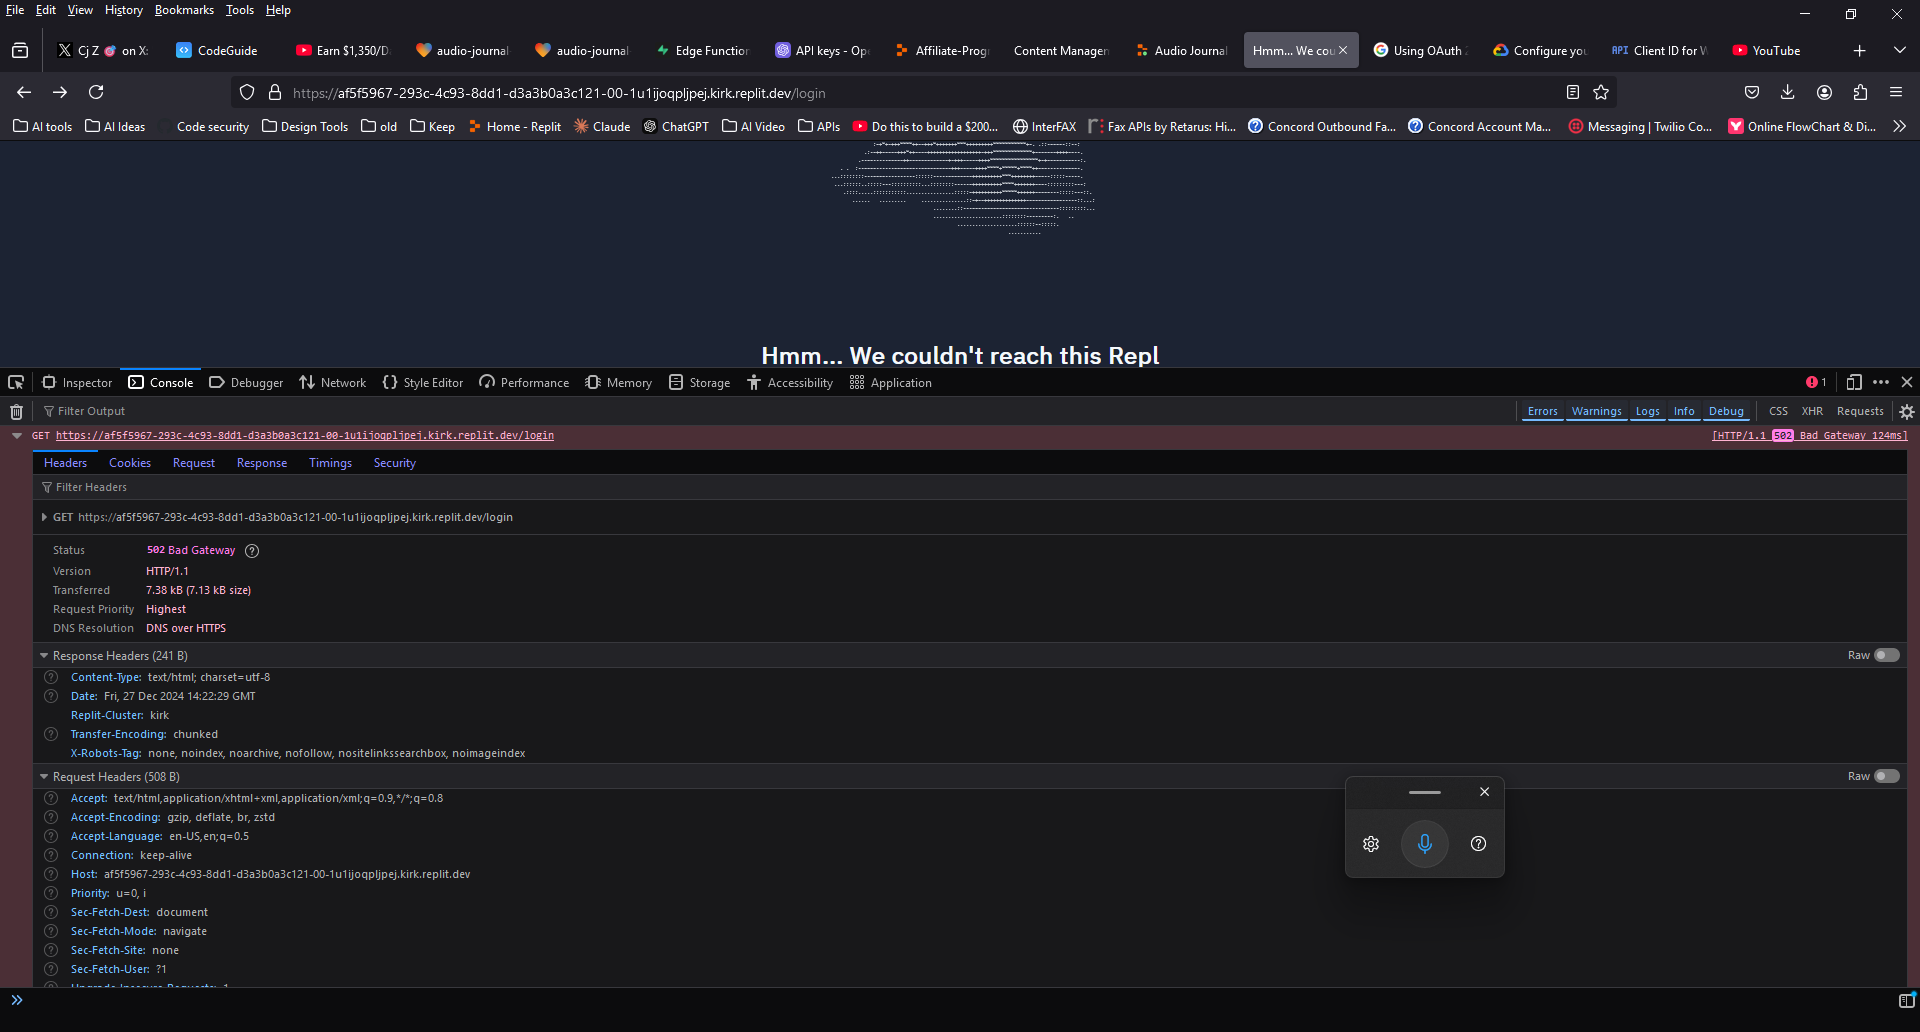 File Edit View History Bookmarks Tools Help
Cj Z on X: CodeGuide Earn $1,350/D audio-journal audio-journal Edge Function API keys - Ope Affiliate-Prog Content Managem Audio Journal Hmm... We cou Using OAuth Configure you API Client ID for W YouTube
https://af5f5967-293c-4c93-8dd1-d3a3b0a3c121-00-1u1ijoqpljpej.kirk.replit.dev/login
AI tools AI Ideas Code security Design Tools old Keep Home - Replit Claude ChatGPT AI Video APIs Do this to build a $200... InterFAX Fax APIs by Retarus: Hi... Concord Outbound Fa... Concord Account Ma... Messaging | Twilio Co... Online FlowChart & Di...
Hmm... We couldn't reach this Repl
Inspector Console Debugger Network Style Editor Performance Memory Storage Accessibility Application 1
Filter Output Errors Warnings Logs Info Debug CSS XHR Requests
GET https://af5f5967-293c-4c93-8dd1-d3a3b0a3c121-00-1u1ijoqpljpej.kirk.replit.dev/login [HTTP/1.1 502 Bad Gateway 124ms]
Headers Cookies Request Response Timings Security
Filter Headers
GET https://af5f5967-293c-4c93-8dd1-d3a3b0a3c121-00-1u1ijoqpljpej.kirk.replit.dev/login
Status 502 Bad Gateway
Version HTTP/1.1
Transferred 7.38 kB (7.13 kB size)
Request Priority Highest
DNS Resolution DNS over HTTPS
Response Headers (241 B) Raw
Content-Type: text/html; charset=utf-8
Date: Fri, 27 Dec 2024 14:22:29 GMT
Replit-Cluster: kirk
Transfer-Encoding: chunked
X-Robots-Tag: none, noindex, noarchive, nofollow, nositelinkssearchbox, noimageindex
Request Headers (508 B) Raw
Accept: text/html,application/xhtml+xml,application/xml;q=0.9,*/*;q=0.8
Accept-Encoding: gzip, deflate, br, zstd
Accept-Language: en-US,en;q=0.5
Connection: keep-alive
Host: af5f5967-293c-4c93-8dd1-d3a3b0a3c121-00-1u1ijoqpljpej.kirk.replit.dev
Priority: u=0, i
Sec-Fetch-Dest: document
Sec-Fetch-Mode: navigate
Sec-Fetch-Site: none
Sec-Fetch-User: ?1
Upgrade-Insecure-Requests: 1